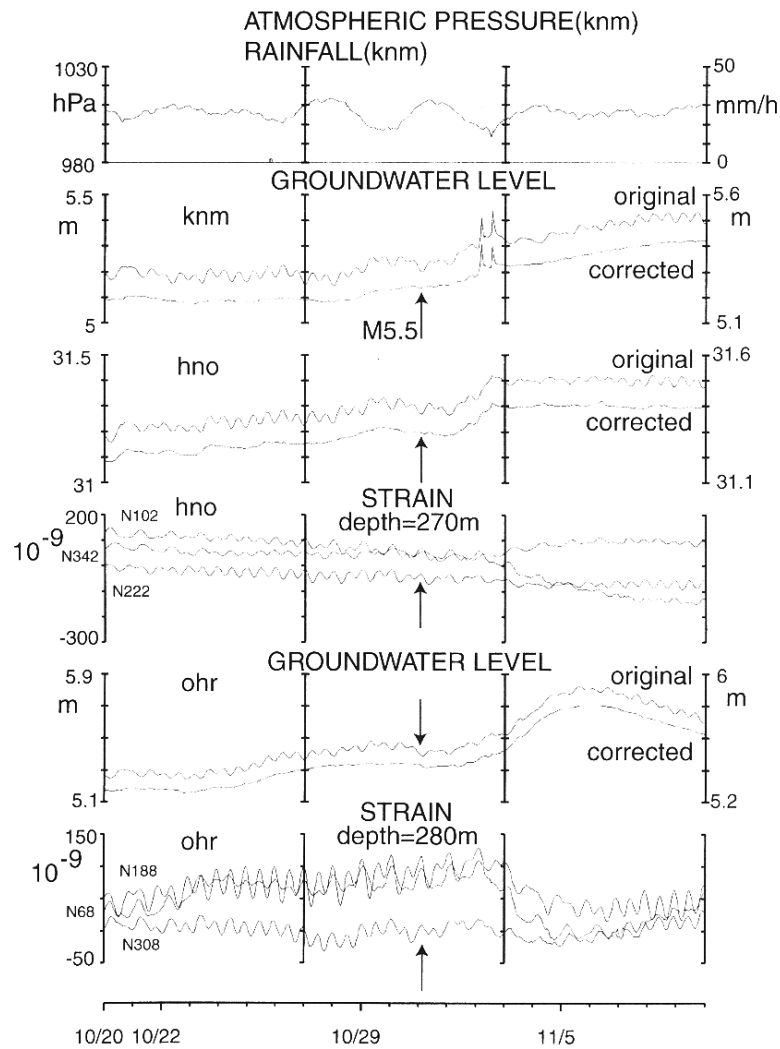 ATMOSPHERIC PRESSURE(knm)
RAINFALL(knm)
1030
50
hPa
mm/h
980
0
GROUNDWATER LEVEL
5.5
knm
original
5.6
m
m
corrected
5
M5.5
5.1
31.5
hno
original
31.6
corrected
31
31.1
hno
STRAIN
200
N102
depth=270m
10-9
N342
N222
-300
GROUNDWATER LEVEL
5.9
ohr
original
6
m
m
corrected
5.1
5.2
STRAIN
150
ohr
depth=280m
10-9
N188
N68
N308
-50
10/20 10/22 10/29 11/5